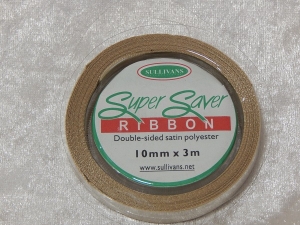 SULLIVANS
Super Saver
RIBBON
Double-sided satin polyester
10mm x 3m
www.sullivans.net